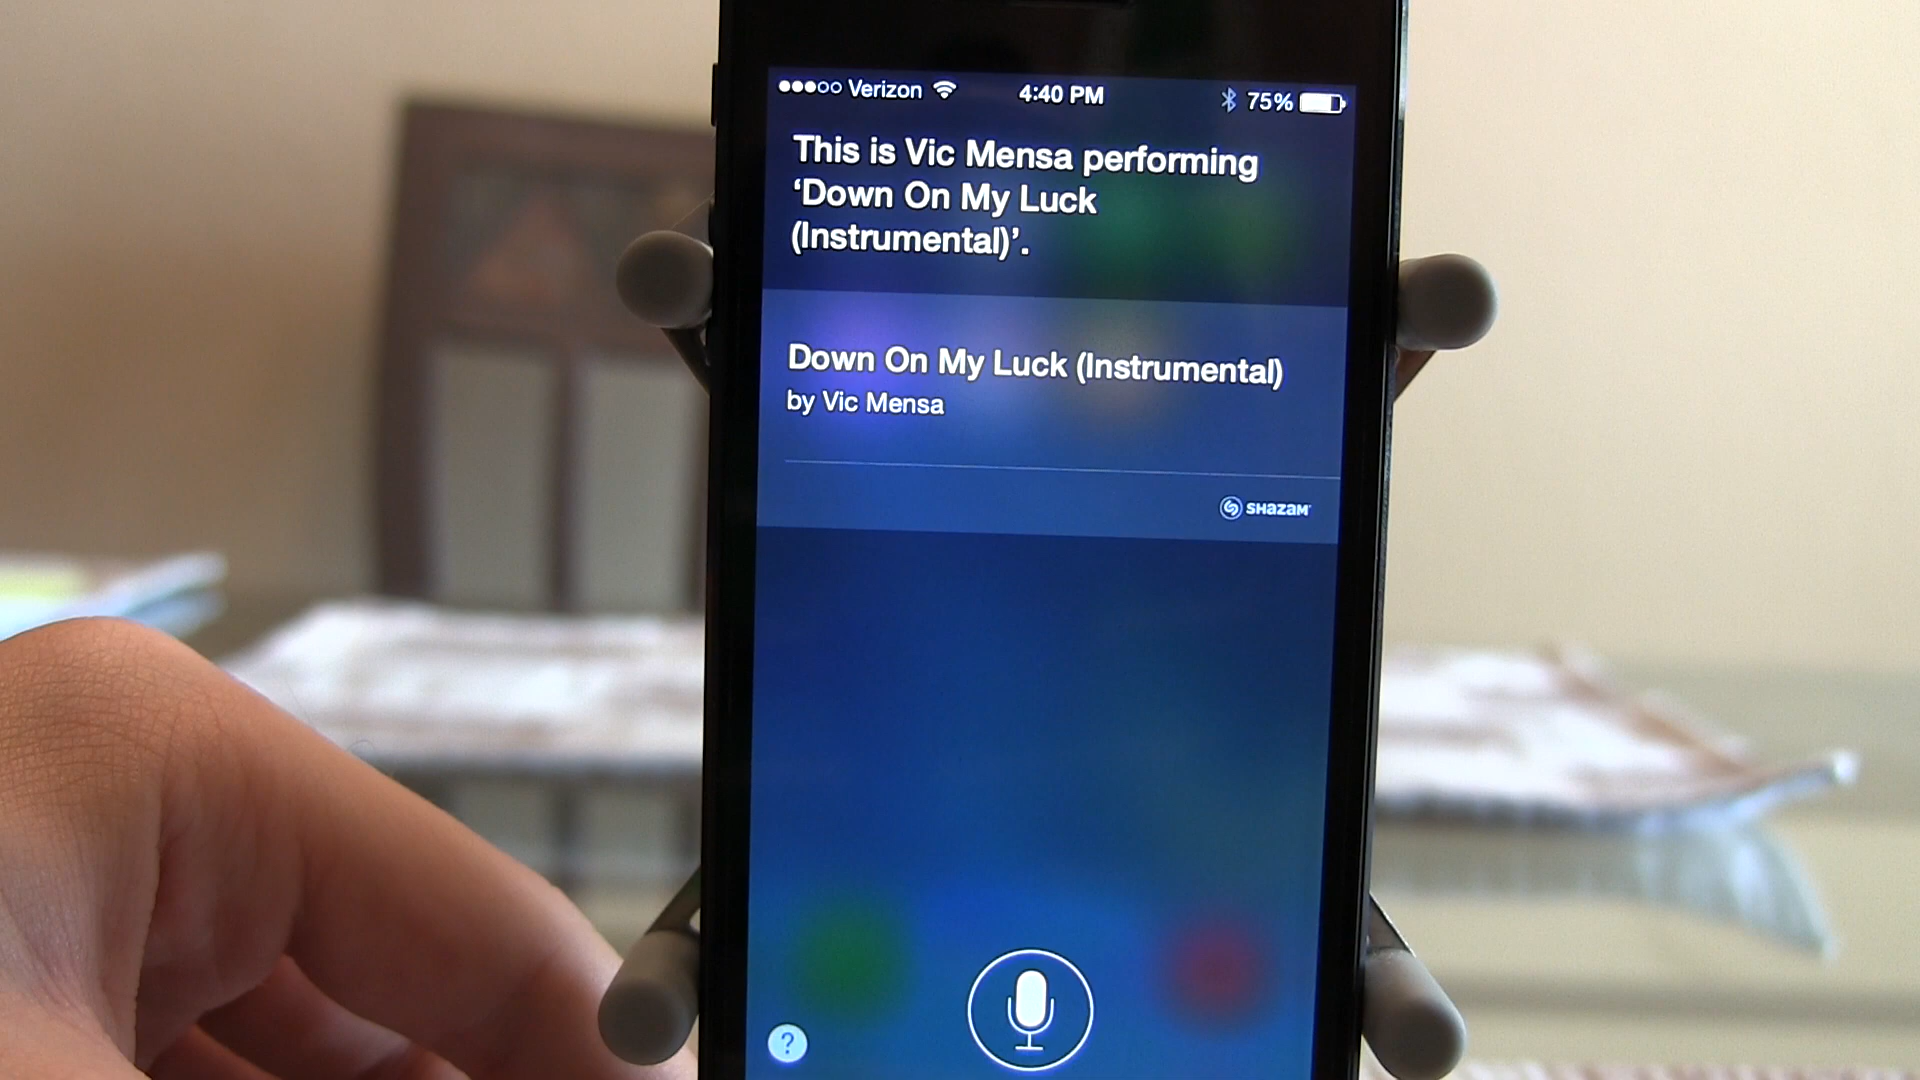 Verizon 4:40 PM 75%
This is Vic Mensa performing
‘Down On My Luck
(Instrumental)’.
Down On My Luck (Instrumental)
by Vic Mensa
SHAZAM
?